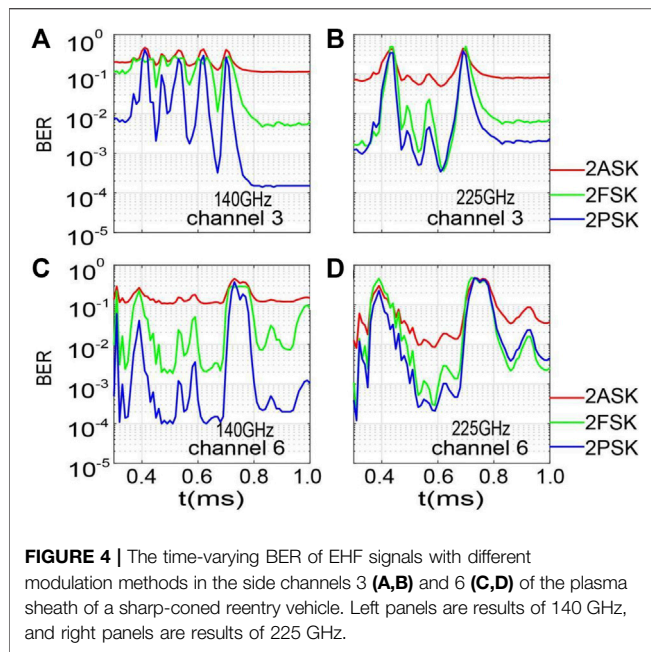 A
B
10^0
10^-1
10^-2
10^-3
10^-4
10^-5
BER
140GHz
channel 3
225GHz
channel 3
2ASK
2FSK
2PSK
C
D
10^0
10^-1
10^-2
10^-3
10^-4
10^-5
BER
140GHz
channel 6
225GHz
channel 6
2ASK
2FSK
2PSK
0.4 0.6 0.8 1.0
0.4 0.6 0.8 1.0
t(ms)
t(ms)
FIGURE 4 | The time-varying BER of EHF signals with different
modulation methods in the side channels 3 (A,B) and 6 (C,D) of the plasma
sheath of a sharp-coned reentry vehicle. Left panels are results of 140 GHz,
and right panels are results of 225 GHz.